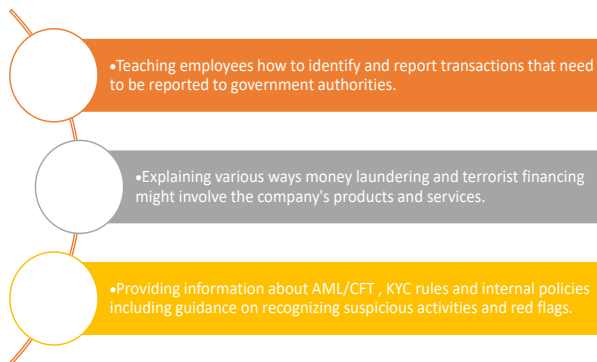 •Teaching employees how to identify and report transactions that need
to be reported to government authorities.
•Explaining various ways money laundering and terrorist financing
might involve the company's products and services.
•Providing information about AML/CFT , KYC rules and internal policies
including guidance on recognizing suspicious activities and red flags.